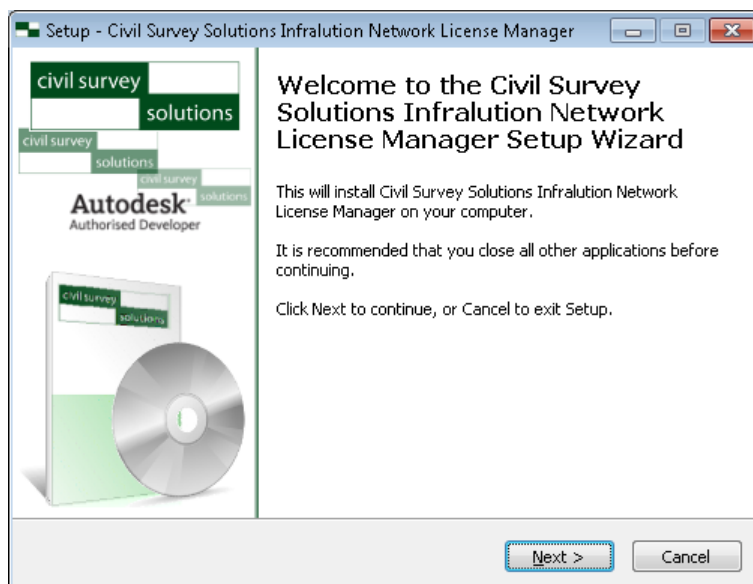 Setup - Civil Survey Solutions Infralution Network License Manager
civil survey
solutions
civil survey
solutions
civil survey
solutions
Autodesk
Authorised Developer
civil survey
solutions
Welcome to the Civil Survey
Solutions Infralution Network
License Manager Setup Wizard
This will install Civil Survey Solutions Infralution Network
License Manager on your computer.
It is recommended that you close all other applications before
continuing.
Click Next to continue, or Cancel to exit Setup.
Next >
Cancel